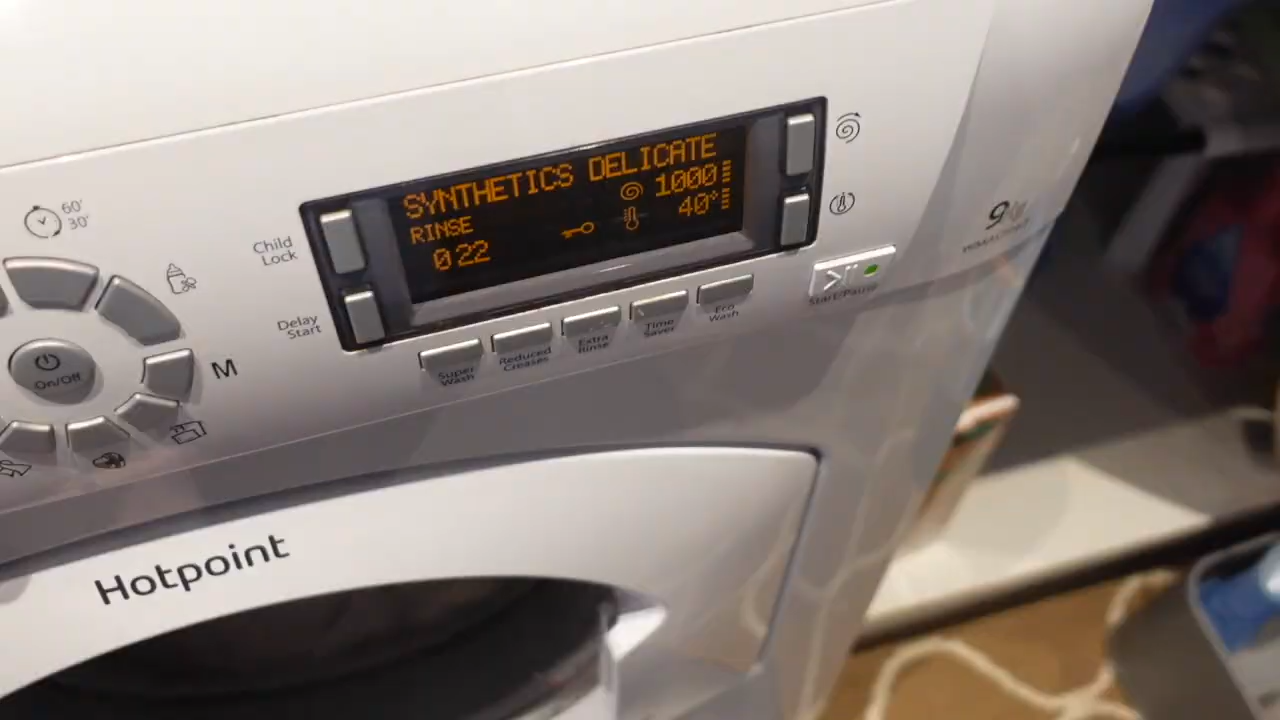 60'
30'
SYNTHETICS DELICATE
1000
RINSE
40°
0 22
Child
Lock
Delay
Start
Start/Pause
Super
Wash
Reduced
Creases
Extra
Rinse
Time
Saver
Eco
Wash
On/Off
M
9kg
Hotpoint